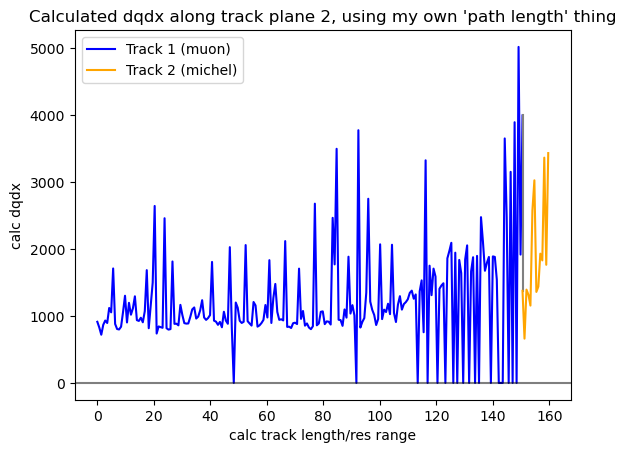 Calculated dqdx along track plane 2, using my own 'path length' thing
Track 1 (muon)
Track 2 (michel)
calc dqdx
5000
4000
3000
2000
1000
0
0 20 40 60 80 100 120 140 160
calc track length/res range